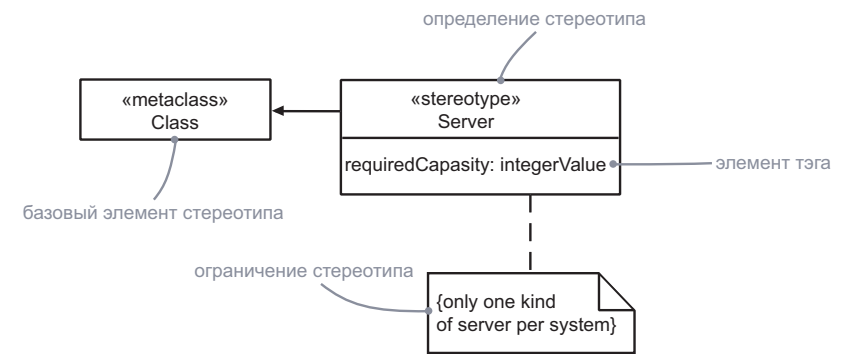 определение стереотипа
«metaclass»
Class
«stereotype»
Server
requiredCapasity: integerValue
элемент тэга
базовый элемент стереотипа
ограничение стереотипа
{only one kind
of server per system}